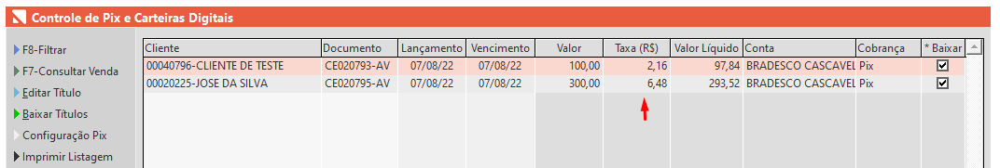 Controle de Pix e Carteiras Digitais
F8-Filtrar
F7-Consultar Venda
Editar Título
Baixar Títulos
Configuração Pix
Imprimir Listagem
Cliente Documento Lançamento Vencimento Valor Taxa (R$) Valor Líquido Conta Cobrança * Baixar
00040796-CLIENTE DE TESTE CE020793-AV 07/08/22 07/08/22 100,00 2,16 97,84 BRADESCO CASCAVEL Pix
00020225-JOSE DA SILVA CE020795-AV 07/08/22 07/08/22 300,00 6,48 293,52 BRADESCO CASCAVEL Pix